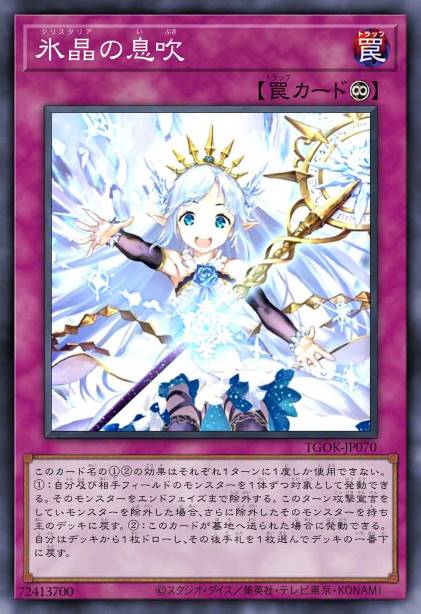 クリスタリア い ぶき
氷晶の息吹
トラップ
罠
トラップ
【罠カード】
TGOK-JP070
このカード名の①②の効果はそれぞれ1ターンに1度しか使用できない。
①：自分及び相手フィールドのモンスターを1体ずつ対象として発動でき
る。そのモンスターをエンドフェイズまで除外する。このターン攻撃宣言を
しているモンスターを除外した場合、さらに除外したそのモンスターを持ち
主のデッキに戻す。②：このカードが墓地へ送られた場合に発動できる。
自分はデッキから1枚ドローし、その後手札を1枚選んでデッキの一番下
に戻す。
72413700
©スタジオ・ダイス／集英社・テレビ東京・KONAMI